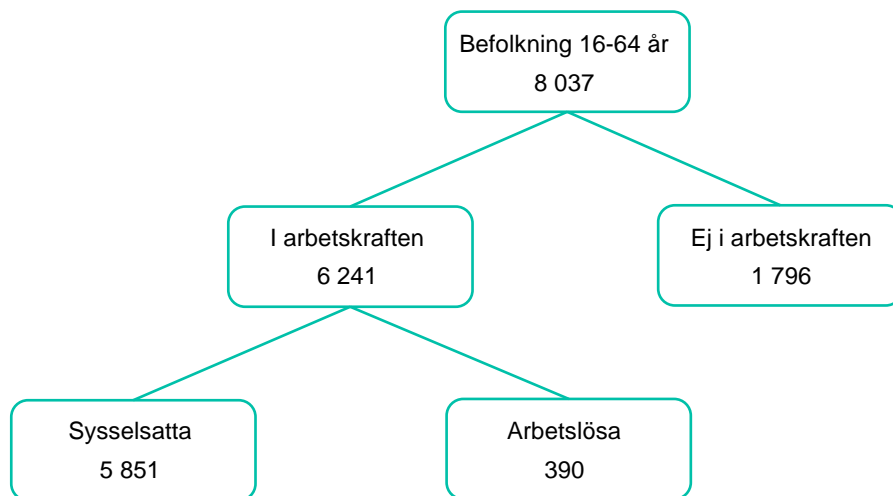 Befolkning 16-64 år
8 037
I arbetskraften
6 241
Ej i arbetskraften
1 796
Sysselsatta
5 851
Arbetslösa
390